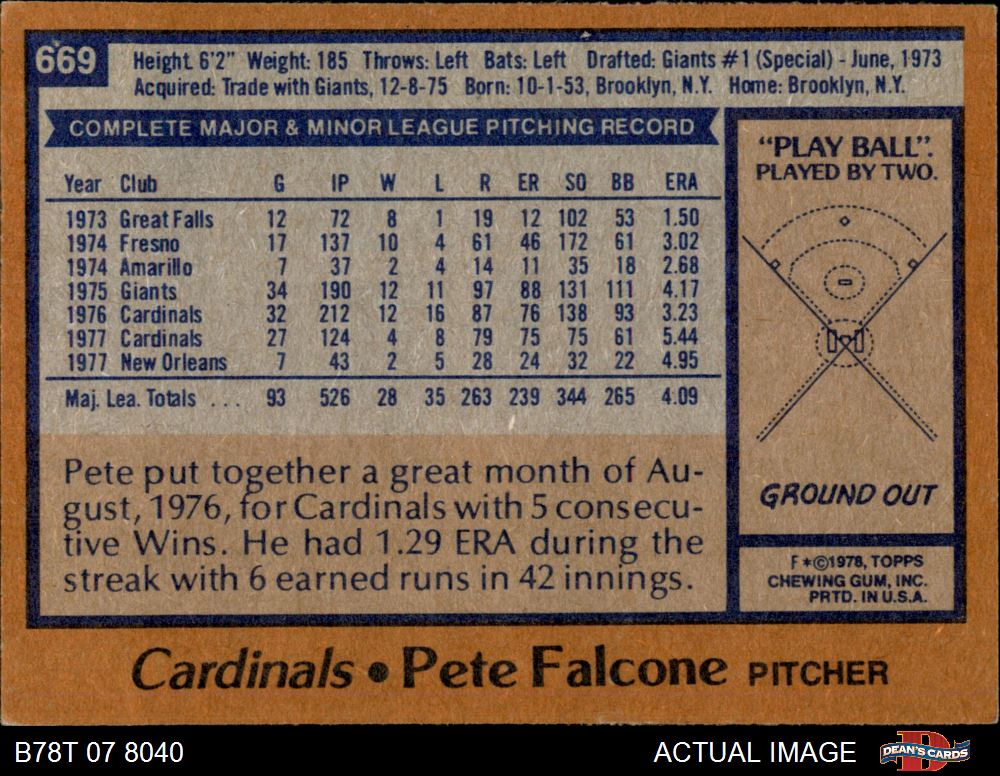 669
Height. 6'2" Weight: 185 Throws: Left Bats: Left Drafted: Giants #1 (Special) - June, 1973
Acquired: Trade with Giants, 12-8-75 Born: 10-1-53, Brooklyn, N.Y. Home: Brooklyn, N.Y.
COMPLETE MAJOR & MINOR LEAGUE PITCHING RECORD
Year Club G IP W L R ER SO BB ERA
1973 Great Falls 12 72 8 1 19 12 102 53 1.50
1974 Fresno 17 137 10 4 61 46 172 61 3.02
1974 Amarillo 7 37 2 4 14 11 35 18 2.68
1975 Giants 34 190 12 11 97 88 131 111 4.17
1976 Cardinals 32 212 12 16 87 76 138 93 3.23
1977 Cardinals 27 124 4 8 79 75 75 61 5.44
1977 New Orleans 7 43 2 5 28 24 32 22 4.95
Maj. Lea. Totals ... 93 526 28 35 263 239 344 265 4.09
Pete put together a great month of Au-
gust, 1976, for Cardinals with 5 consecu-
tive Wins. He had 1.29 ERA during the
streak with 6 earned runs in 42 innings.
"PLAY BALL".
PLAYED BY TWO.
GROUND OUT
F*©1978, TOPPS
CHEWING GUM, INC.
PRTD. IN U.S.A.
Cardinals • Pete Falcone PITCHER
B78T 07 8040
ACTUAL IMAGE
DEAN'S CARDS